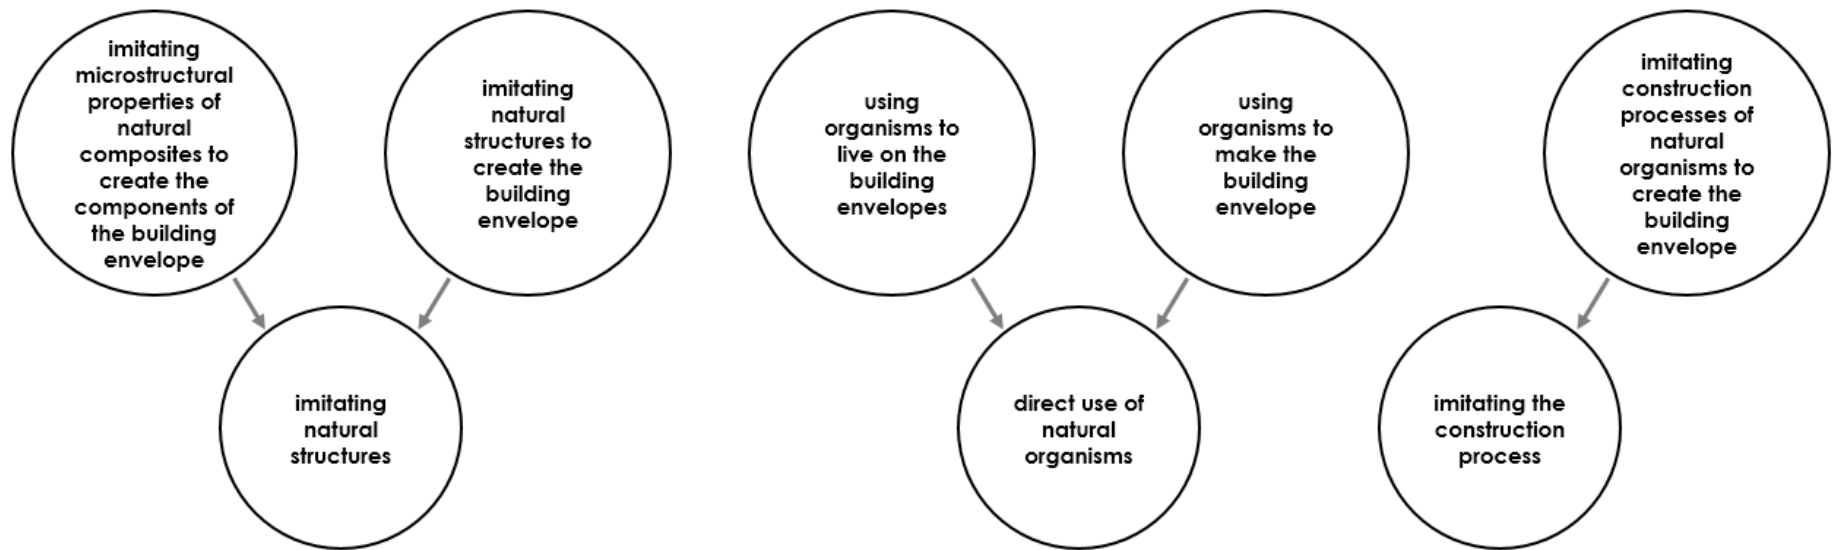 imitating
microstructural
properties of
natural
composites to
create the
components of
the building
envelope
imitating
natural
structures to
create the
building
envelope
using
organisms to
live on the
building
envelopes
using
organisms to
make the
building
envelope
imitating
construction
processes of
natural
organisms to
create the
building
envelope
imitating
natural
structures
direct use of
natural
organisms
imitating the
construction
process